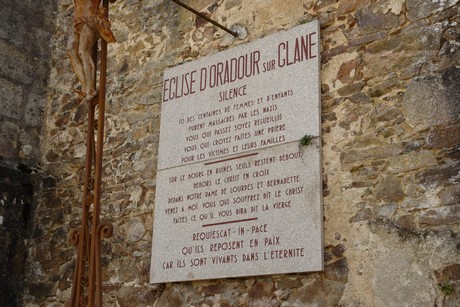 EGLISE D'ORADOUR SUR GLANE
SILENCE
ICI DES CENTAINES DE FEMMES ET D'ENFANTS
FURENT MASSACRES PAR LES NAZIS
VOUS QUI PASSEZ SOYEZ RECUEILLIS
VOUS QUI CROYEZ FAITES UNE PRIERE
POUR LES VICTIMES ET LEURS FAMILLES
SUR LE BOURG EN RUINES SEULS RESTENT DEBOUT
DEHORS LE CHRIST EN CROIX
DEDANS NOTRE DAME DE LOURDES ET BERNADETTE
VENEZ A MOI VOUS QUI SOUFFREZ DIT LE CHRIST
FAITES CE QU'IL VOUS DIRA DIT LA VIERGE
REQUIESCAT-IN-PACE
QU'ILS REPOSENT EN PAIX
CAR ILS SONT VIVANTS DANS L'ETERNITE